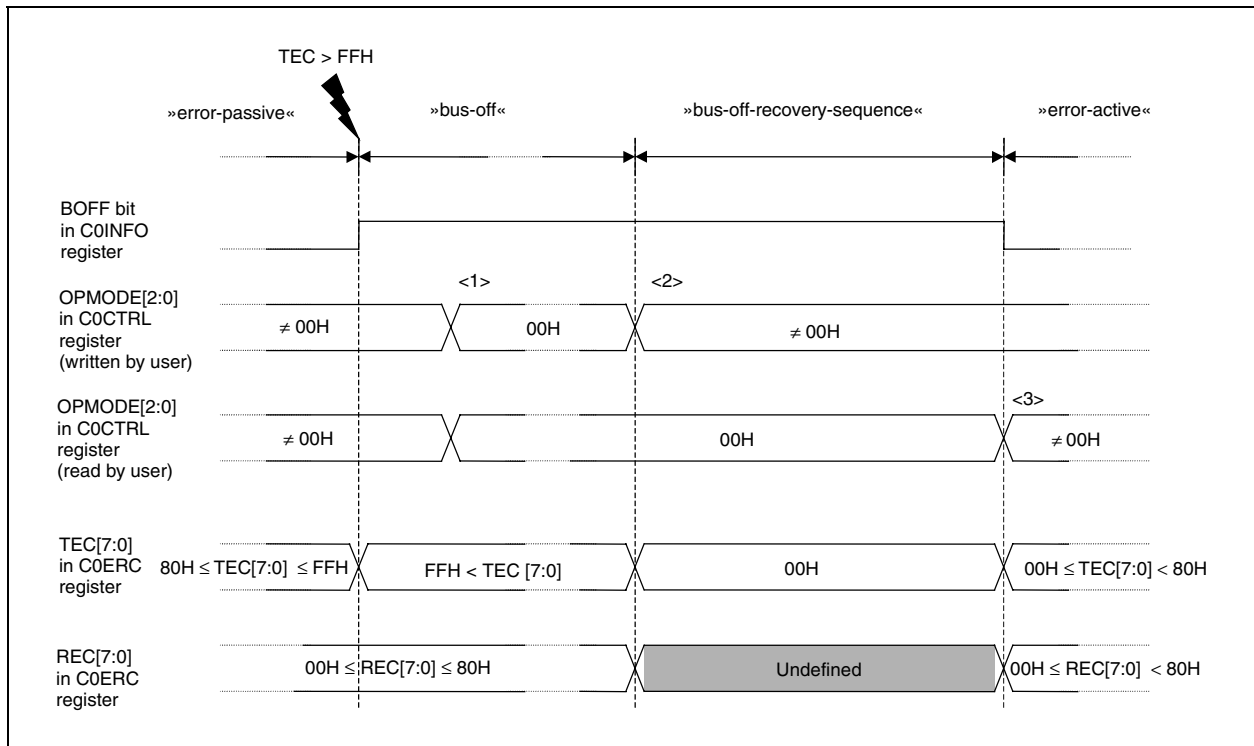 TEC > FFH
»error-passive«
»bus-off«
»bus-off-recovery-sequence«
»error-active«
BOFF bit
in C0INFO
register
<1>
<2>
OPMODE[2:0]
in C0CTRL
register
(written by user)
≠ 00H
00H
≠ 00H
<3>
OPMODE[2:0]
in C0CTRL
register
(read by user)
≠ 00H
00H
≠ 00H
TEC[7:0]
in C0ERC
register
80H ≤ TEC[7:0] ≤ FFH
FFH < TEC [7:0]
00H
00H ≤ TEC[7:0] < 80H
REC[7:0]
in C0ERC
register
00H ≤ REC[7:0] ≤ 80H
Undefined
00H ≤ REC[7:0] < 80H